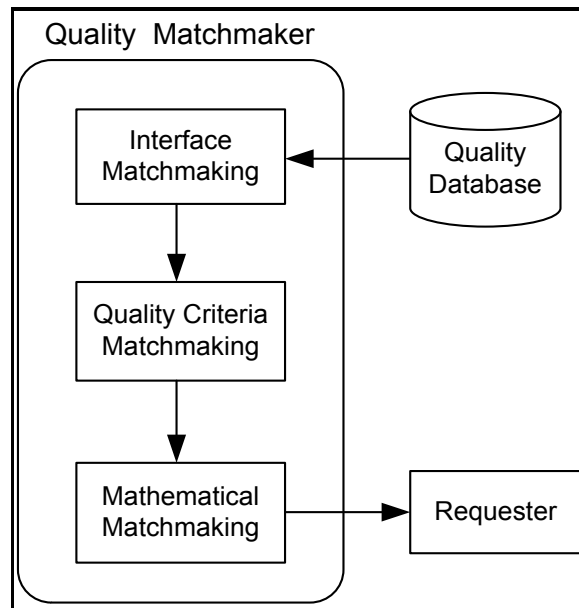 Quality Matchmaker
Interface
Matchmaking
Quality
Database
Quality Criteria
Matchmaking
Mathematical
Matchmaking
Requester